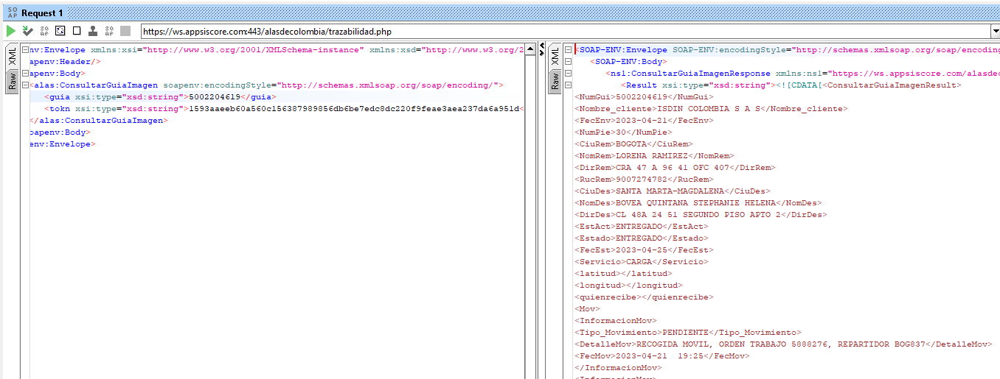 SO
AP
Request 1
https://ws.appsiscore.com:443/alasdecolombia/trazabilidad.php
XML
Raw
nv:Envelope xmlns:xsi="http://www.w3.org/2001/XMLSchema-instance" xmlns:xsd="http://www.w3.org/2
apenv:Header/>
apenv:Body>
<alas:ConsultarGuiaImagen soapenv:encodingStyle="http://schemas.xmlsoap.org/soap/encoding/">
<guia xsi:type="xsd:string">5002204619</guia>
<tokn xsi:type="xsd:string">1593aaeeb60a560c156387989856db6be7edc8dc220f9feae3aea237da6a951d<
</alas:ConsultarGuiaImagen>
oapenv:Body>
env:Envelope>
XML
Raw
<SOAP-ENV:Envelope SOAP-ENV:encodingStyle="http://schemas.xmlsoap.org/soap/encoding
<SOAP-ENV:Body>
<ns1:ConsultarGuiaImagenResponse xmlns:ns1="https://ws.appsiscore.com/alasdec
<Result xsi:type="xsd:string"><![CDATA[<ConsultarGuiaImagenResult>
<NumGui>5002204619</NumGui>
<Nombre_cliente>ISDIN COLOMBIA S A S</Nombre_cliente>
<FecEnv>2023-04-21</FecEnv>
<NumPie>30</NumPie>
<CiuRem>BOGOTA</CiuRem>
<NomRem>LORENA RAMIREZ</NomRem>
<DirRem>CRA 47 A 96 41 OFC 407</DirRem>
<RucRem>9007274782</RucRem>
<CiuDes>SANTA MARTA-MAGDALENA</CiuDes>
<NomDes>BOVEA QUINTANA STEPHANIE HELENA</NomDes>
<DirDes>CL 48A 24 51 SEGUNDO PISO APTO 2</DirDes>
<EstAct>ENTREGADO</EstAct>
<Estado>ENTREGADO</Estado>
<FecEst>2023-04-25</FecEst>
<Servicio>CARGA</Servicio>
<latitud></latitud>
<longitud></longitud>
<quienrecibe></quienrecibe>
<Mov>
<InformacionMov>
<Tipo_Movimiento>PENDIENTE</Tipo_Movimiento>
<DetalleMov>RECOGIDA MOVIL, ORDEN TRABAJO 5888276, REPARTIDOR BOG837</DetalleMov>
<FecMov>2023-04-21  19:25</FecMov>
</InformacionMov>
<InformacionMov>